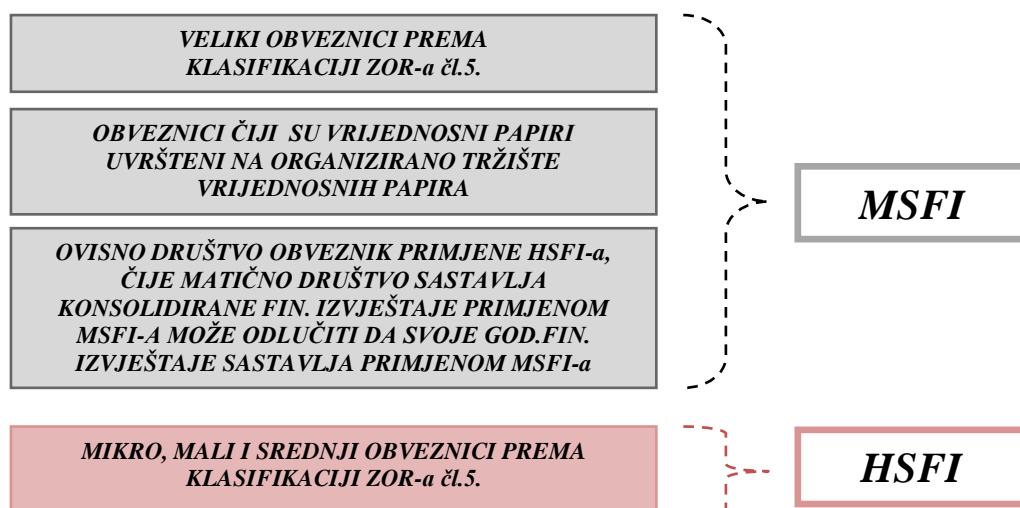 VELIKI OBVEZNICI PREMA
KLASIFIKACIJI ZOR-a čl.5.
OBVEZNICI ČIJI SU VRIJEDNOSNI PAPIRI
UVRŠTENI NA ORGANIZIRANO TRŽIŠTE
VRIJEDNOSNIH PAPIRA
OVISNO DRUŠTVO OBVEZNIK PRIMJENE HSFI-a,
ČIJE MATIČNO DRUŠTVO SASTAVLJA
KONSOLIDIRANE FIN. IZVJEŠTAJE PRIMJENOM
MSFI-A MOŽE ODLUČITI DA SVOJE GOD.FIN.
IZVJEŠTAJE SASTAVLJA PRIMJENOM MSFI-a
MSFI
MIKRO, MALI I SREDNJI OBVEZNICI PREMA
KLASIFIKACIJI ZOR-a čl.5.
HSFI